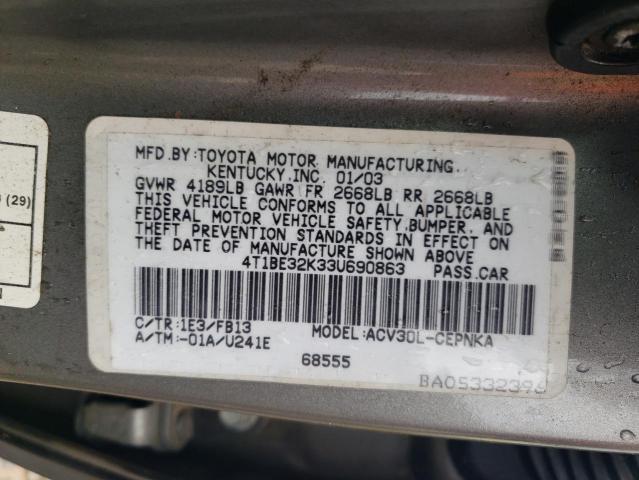 MFD.BY:TOYOTA MOTOR MANUFACTURING,
KENTUCKY,INC. 01/03
GVWR 4189LB GAWR FR 2668LB RR 2668LB
THIS VEHICLE CONFORMS TO ALL APPLICABLE
FEDERAL MOTOR VEHICLE SAFETY,BUMPER, AND
THEFT PREVENTION STANDARDS IN EFFECT ON
THE DATE OF MANUFACTURE SHOWN ABOVE
4T1BE32K33U690863 PASS.CAR
C/TR:1E3/FB13 MODEL:ACV30L-CEPNKA
A/TM:-01A/U241E
68555
BA05332396
(29)